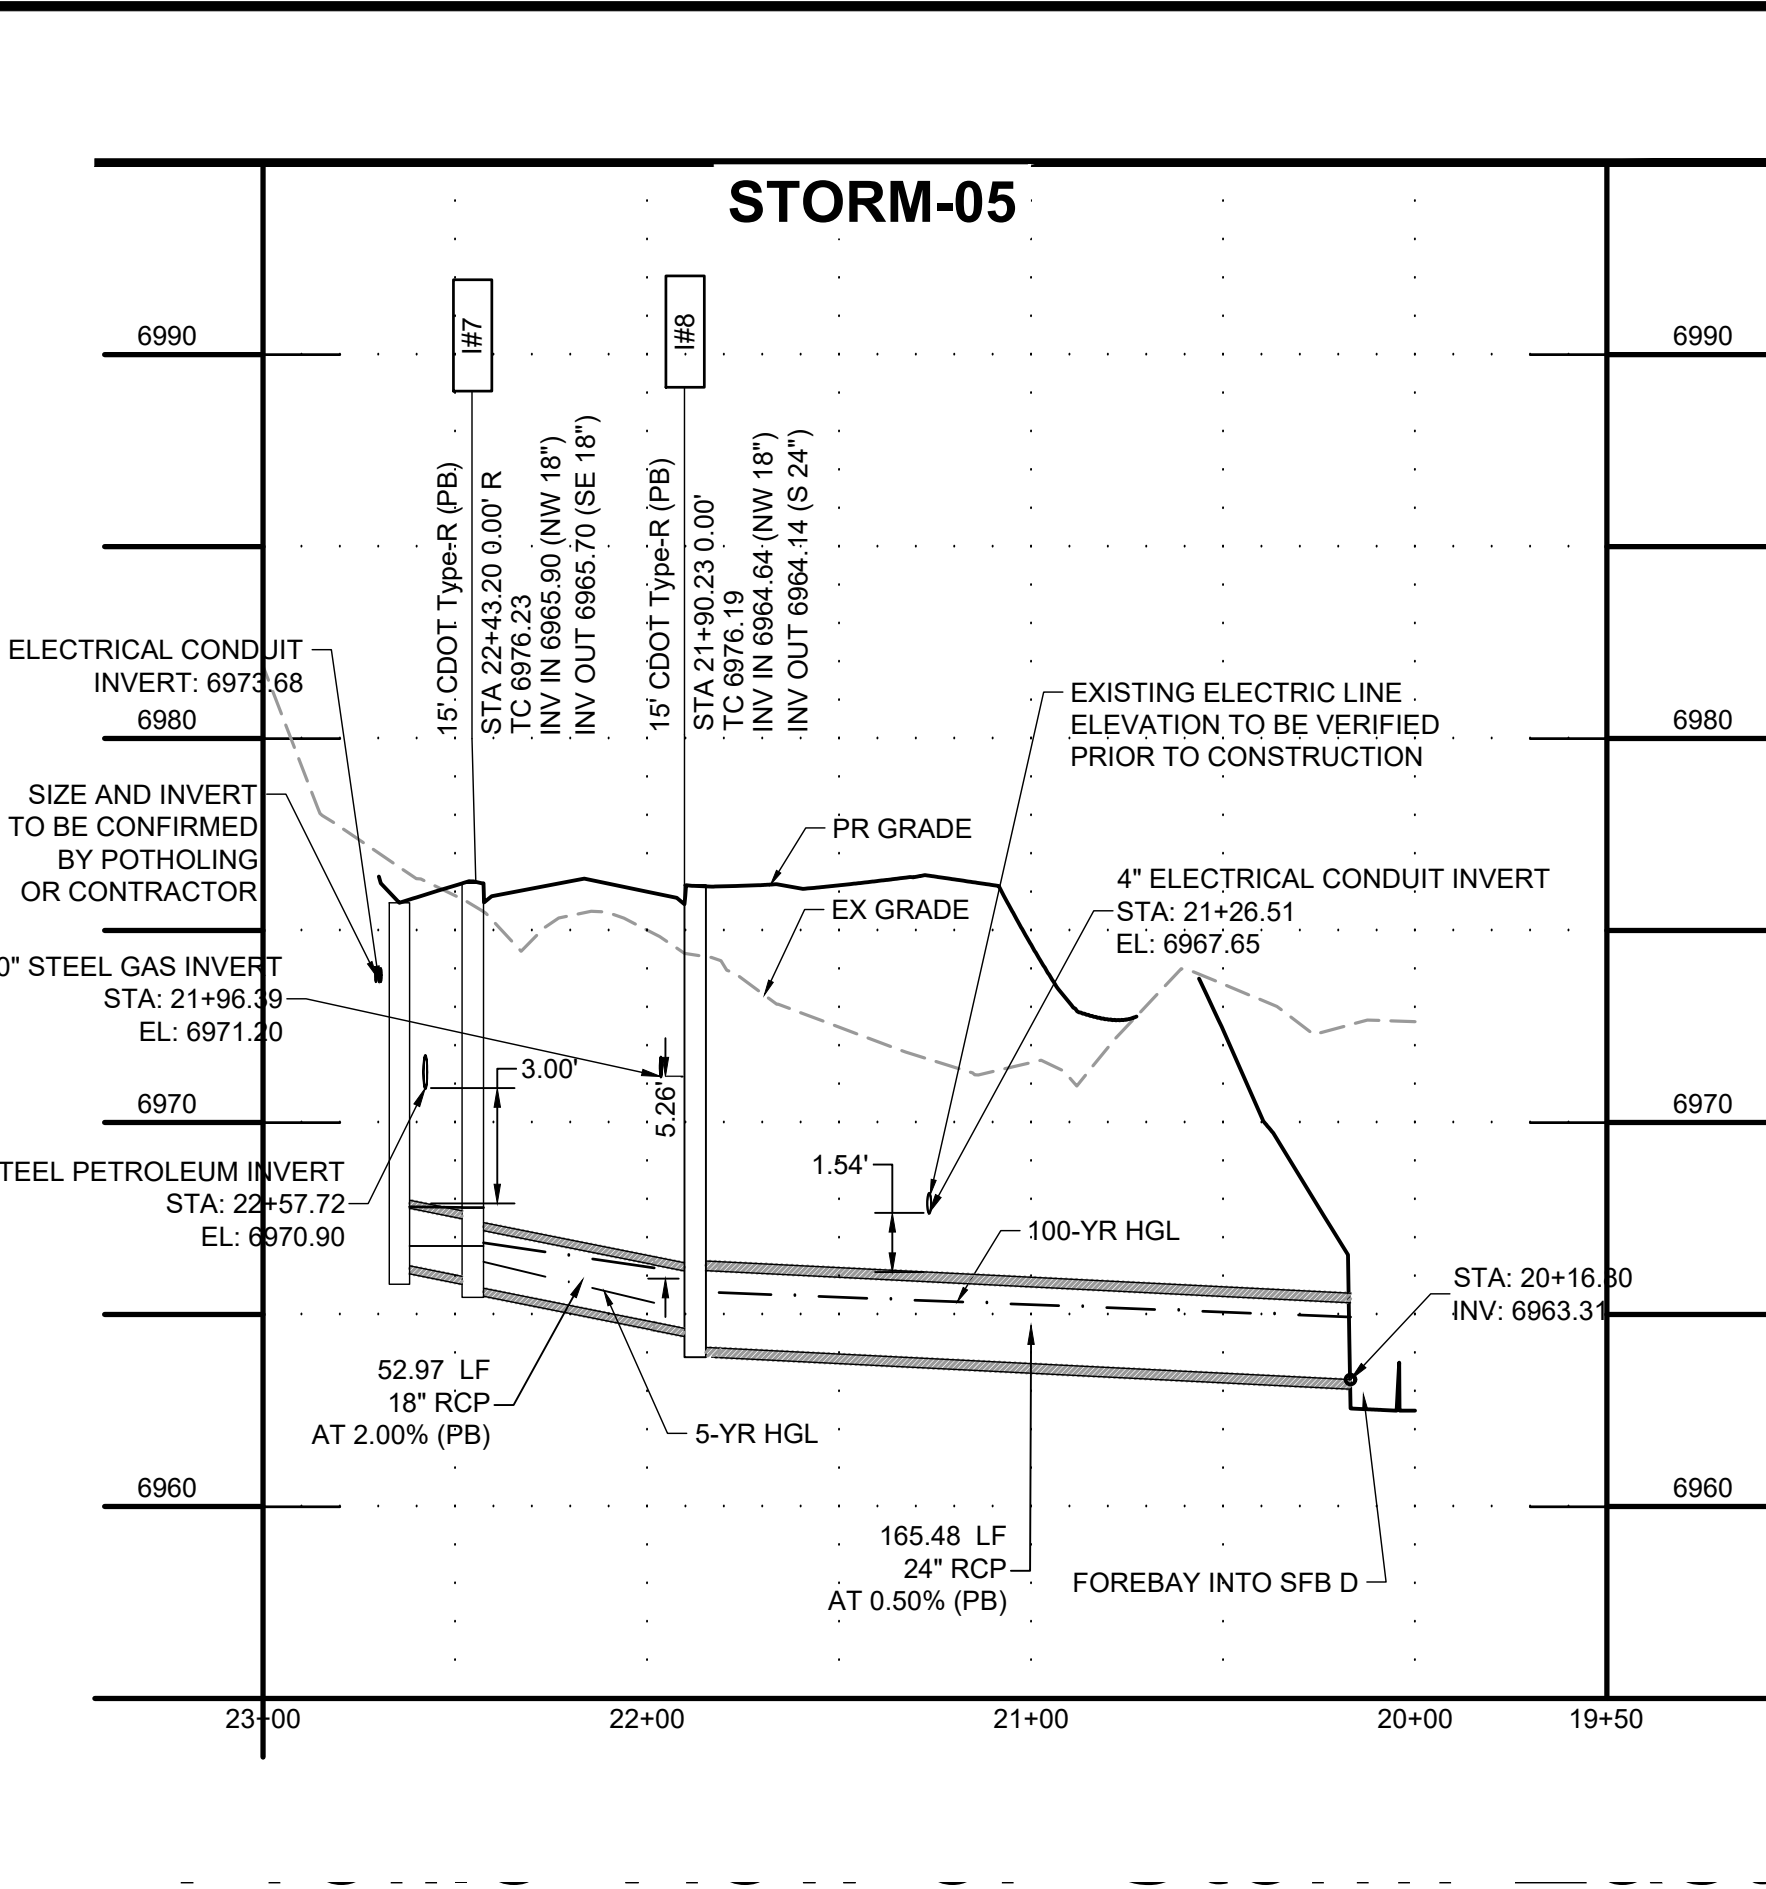 STORM-05
6990
6990
I#7
I#8
15' CDOT Type-R (PB)
STA 22+43.20 0.00' R
TC 6976.23
INV IN 6965.90 (NW 18")
INV OUT 6965.70 (SE 18")
15' CDOT Type-R (PB)
STA 21+90.23 0.00'
TC 6976.19
INV IN 6964.64 (NW 18")
INV OUT 6964.14 (S 24")
ELECTRICAL CONDUIT
INVERT: 6973.68
6980
6980
EXISTING ELECTRIC LINE
ELEVATION TO BE VERIFIED
PRIOR TO CONSTRUCTION
SIZE AND INVERT
TO BE CONFIRMED
BY POTHOLING
OR CONTRACTOR
PR GRADE
EX GRADE
4" ELECTRICAL CONDUIT INVERT
STA: 21+26.51
EL: 6967.65
0" STEEL GAS INVERT
STA: 21+96.39
EL: 6971.20
3.00'
5.26'
6970
6970
1.54'
TEEL PETROLEUM INVERT
STA: 22+57.72
EL: 6970.90
100-YR HGL
STA: 20+16.30
INV: 6963.31
52.97 LF
18" RCP
AT 2.00% (PB)
5-YR HGL
6960
6960
165.48 LF
24" RCP
AT 0.50% (PB)
FOREBAY INTO SFB D
23+00
22+00
21+00
20+00
19+50